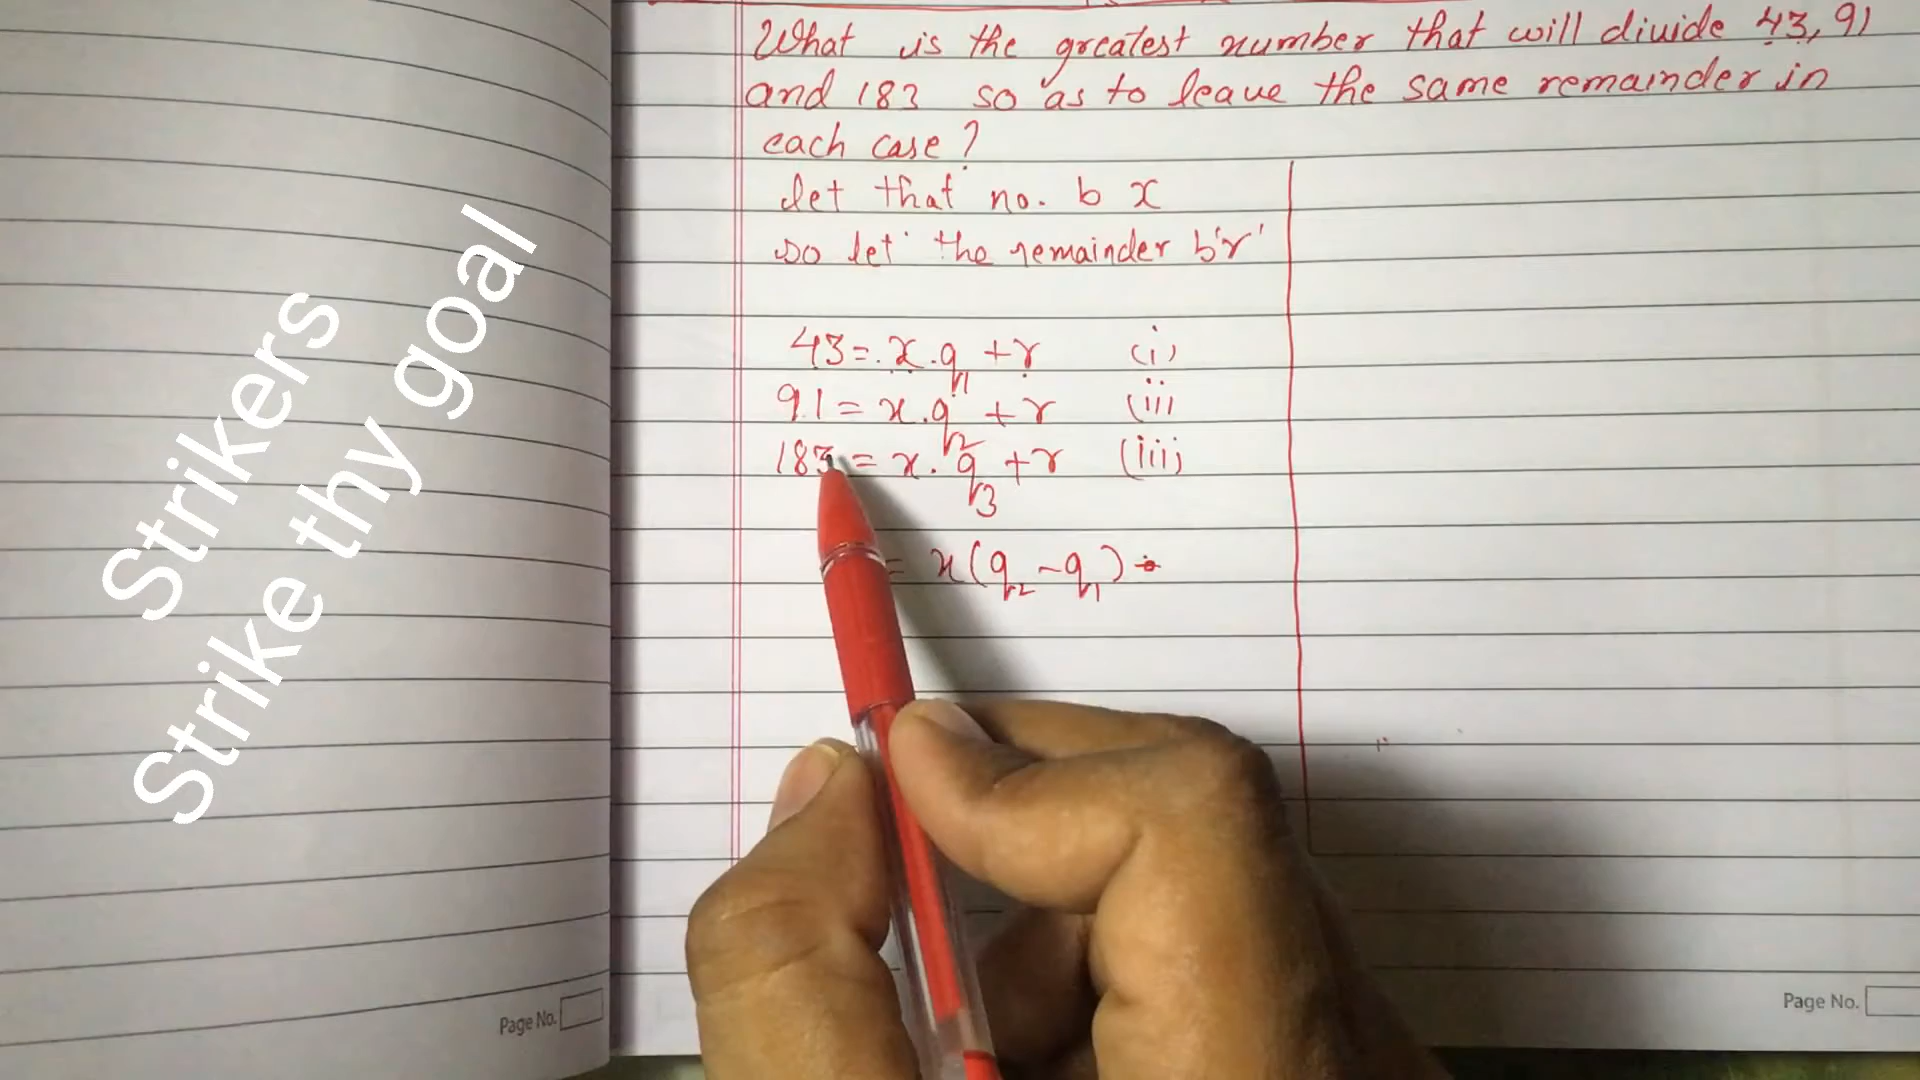 What is the greatest number that will divide 43, 91
and 183 so as to leave the same remainder in
each case?
let that no. b x
so let the remainder b 'r'
43 = x.q1 + r (i)
91 = x.q2 + r (ii)
183 = x.q3 + r (iii)
= x(q2 - q1)
Strikers
Strike thy goal
Page No.
Page No.